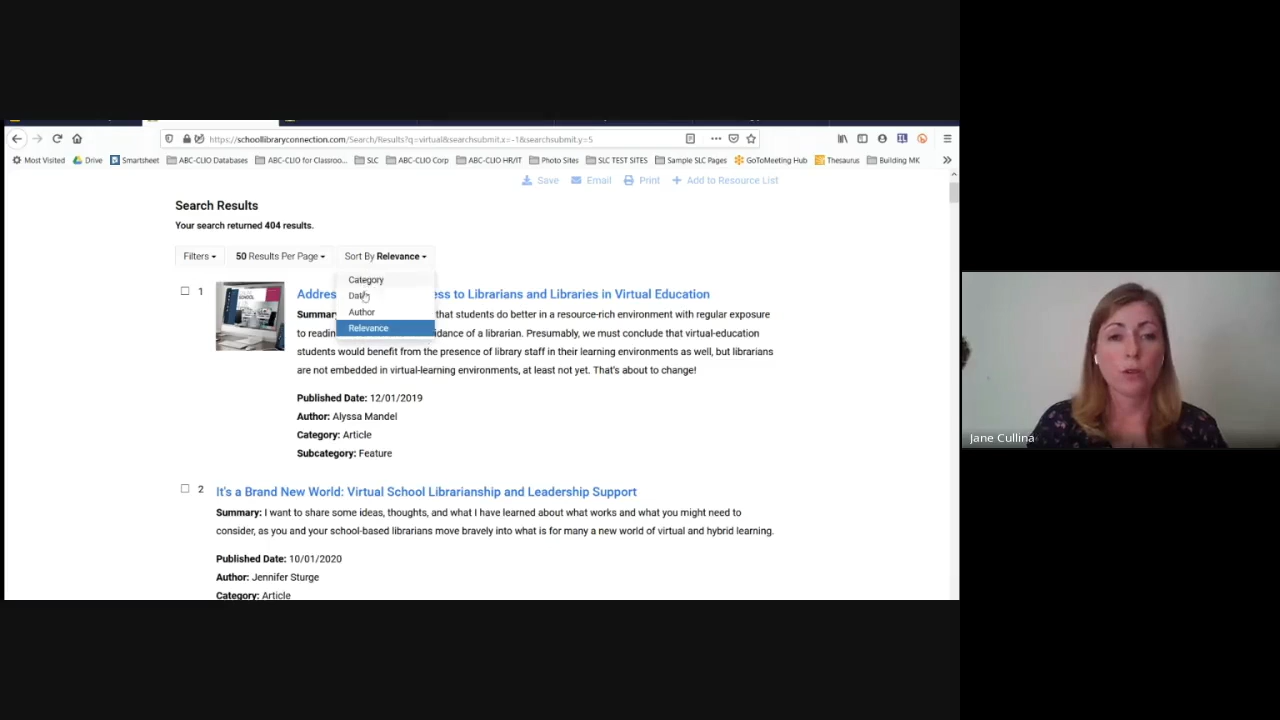 https://schoollibraryconnection.com/Search/Results?q=virtual&searchsubmit.x=-1&searchsubmit.y=5
Most Visited Drive Smartsheet ABC-CLIO Databases ABC-CLIO for Classroo... SLC ABC-CLIO Corp ABC-CLIO HR/IT Photo Sites SLC TEST SITES Sample SLC Pages GoToMeeting Hub Thesaurus Building MK
Save Email Print + Add to Resource List
Search Results
Your search returned 404 results.
Filters 50 Results Per Page Sort By Relevance
Category
Date
Author
Relevance
1 Addres ess to Librarians and Libraries in Virtual Education
Summar that students do better in a resource-rich environment with regular exposure
to readin idance of a librarian. Presumably, we must conclude that virtual-education
students would benefit from the presence of library staff in their learning environments as well, but librarians
are not embedded in virtual-learning environments, at least not yet. That's about to change!
Published Date: 12/01/2019
Author: Alyssa Mandel
Category: Article
Subcategory: Feature
2 It's a Brand New World: Virtual School Librarianship and Leadership Support
Summary: I want to share some ideas, thoughts, and what I have learned about what works and what you might need to
consider, as you and your school-based librarians move bravely into what is for many a new world of virtual and hybrid learning.
Published Date: 10/01/2020
Author: Jennifer Sturge
Category: Article
Jane Cullina